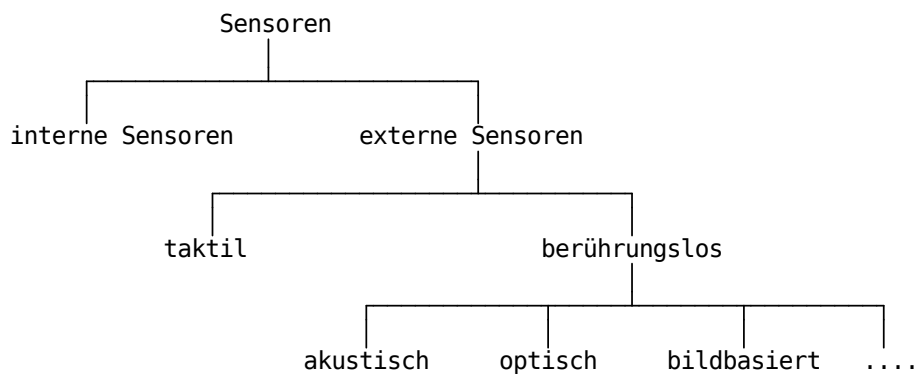 Sensoren
interne Sensoren externe Sensoren
taktil berührungslos
akustisch optisch bildbasiert ....